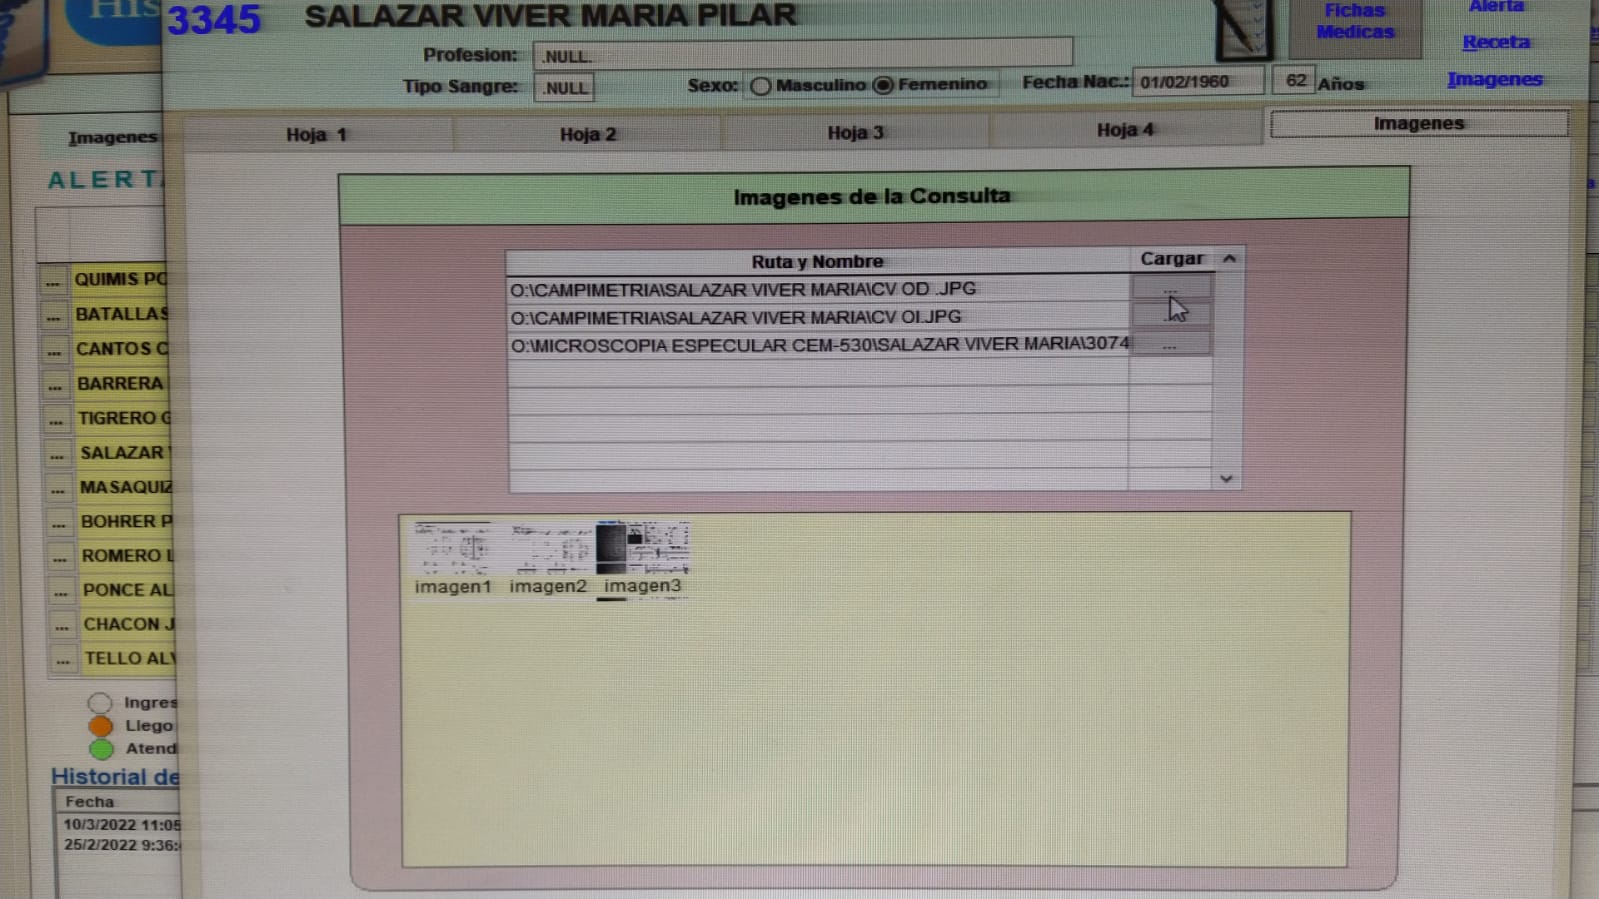 His
3345
SALAZAR VIVER MARIA PILAR
Profesion: .NULL.
Tipo Sangre: .NULL
Sexo: Masculino Femenino
Fecha Nac.: 01/02/1960 62 Años
Fichas
Medicas
Alerta
Receta
Imagenes
Imagenes
ALERTA
Hoja 1
Hoja 2
Hoja 3
Hoja 4
Imagenes
Imagenes de la Consulta
Ruta y Nombre Cargar
O:\CAMPIMETRIA\SALAZAR VIVER MARIA\CV OD .JPG ...
O:\CAMPIMETRIA\SALAZAR VIVER MARIA\CV OI.JPG
O:\MICROSCOPIA ESPECULAR CEM-530\SALAZAR VIVER MARIA\3074 ...
imagen1 imagen2 imagen3
... QUIMIS PO
... BATALLAS
... CANTOS C
... BARRERA
... TIGRERO G
... SALAZAR
... MASAQUIZ
... BOHRER P
... ROMERO L
... PONCE AL
... CHACON J
... TELLO ALV
Ingres
Llego
Atend
Historial de
Fecha
10/3/2022 11:05
25/2/2022 9:36: